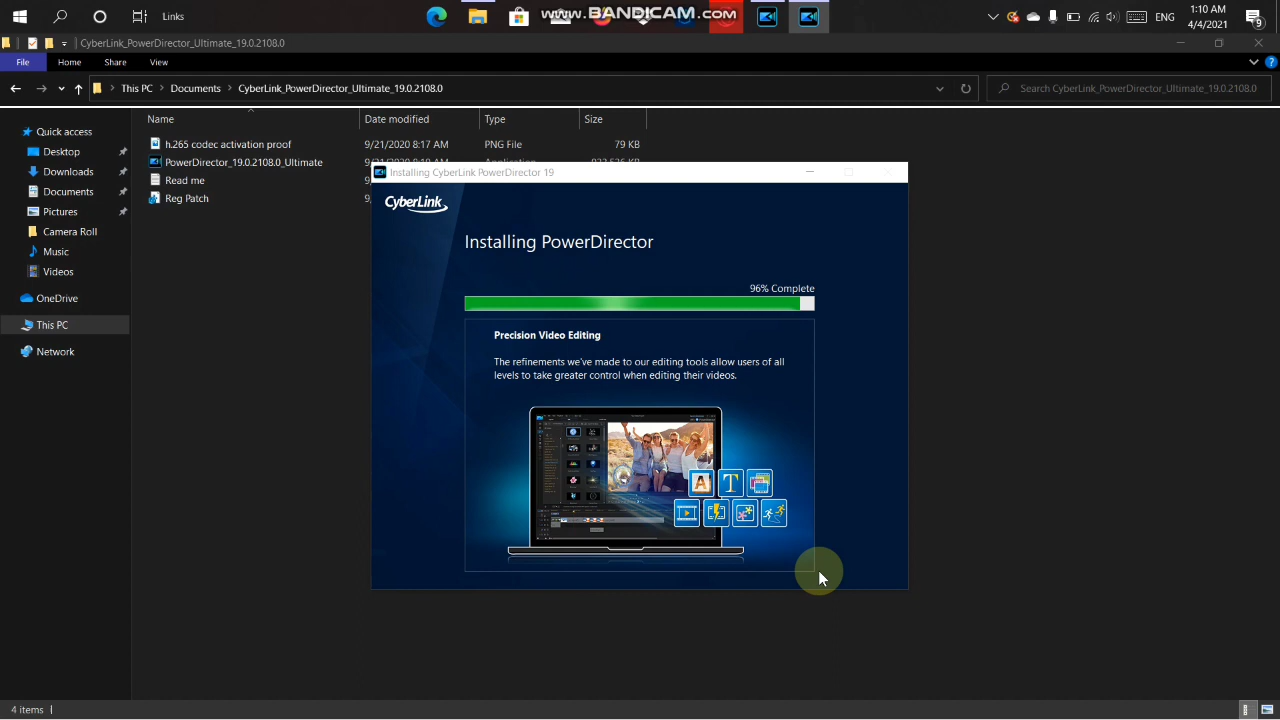 Links
www.BANDICAM.com
ENG
1:10 AM
4/4/2021
9
CyberLink_PowerDirector_Ultimate_19.0.2108.0
File Home Share View
This PC Documents CyberLink_PowerDirector_Ultimate_19.0.2108.0
Search CyberLink_PowerDirector_Ultimate_19.0.2108.0
Name Date modified Type Size
Quick access
Desktop
Downloads
Documents
Pictures
Camera Roll
Music
Videos
OneDrive
This PC
Network
h.265 codec activation proof 9/21/2020 8:17 AM PNG File 79 KB
PowerDirector_19.0.2108.0_Ultimate
Read me
Reg Patch
Installing CyberLink PowerDirector 19
CyberLink
Installing PowerDirector
96% Complete
Precision Video Editing
The refinements we've made to our editing tools allow users of all
levels to take greater control when editing their videos.
A T
4 items